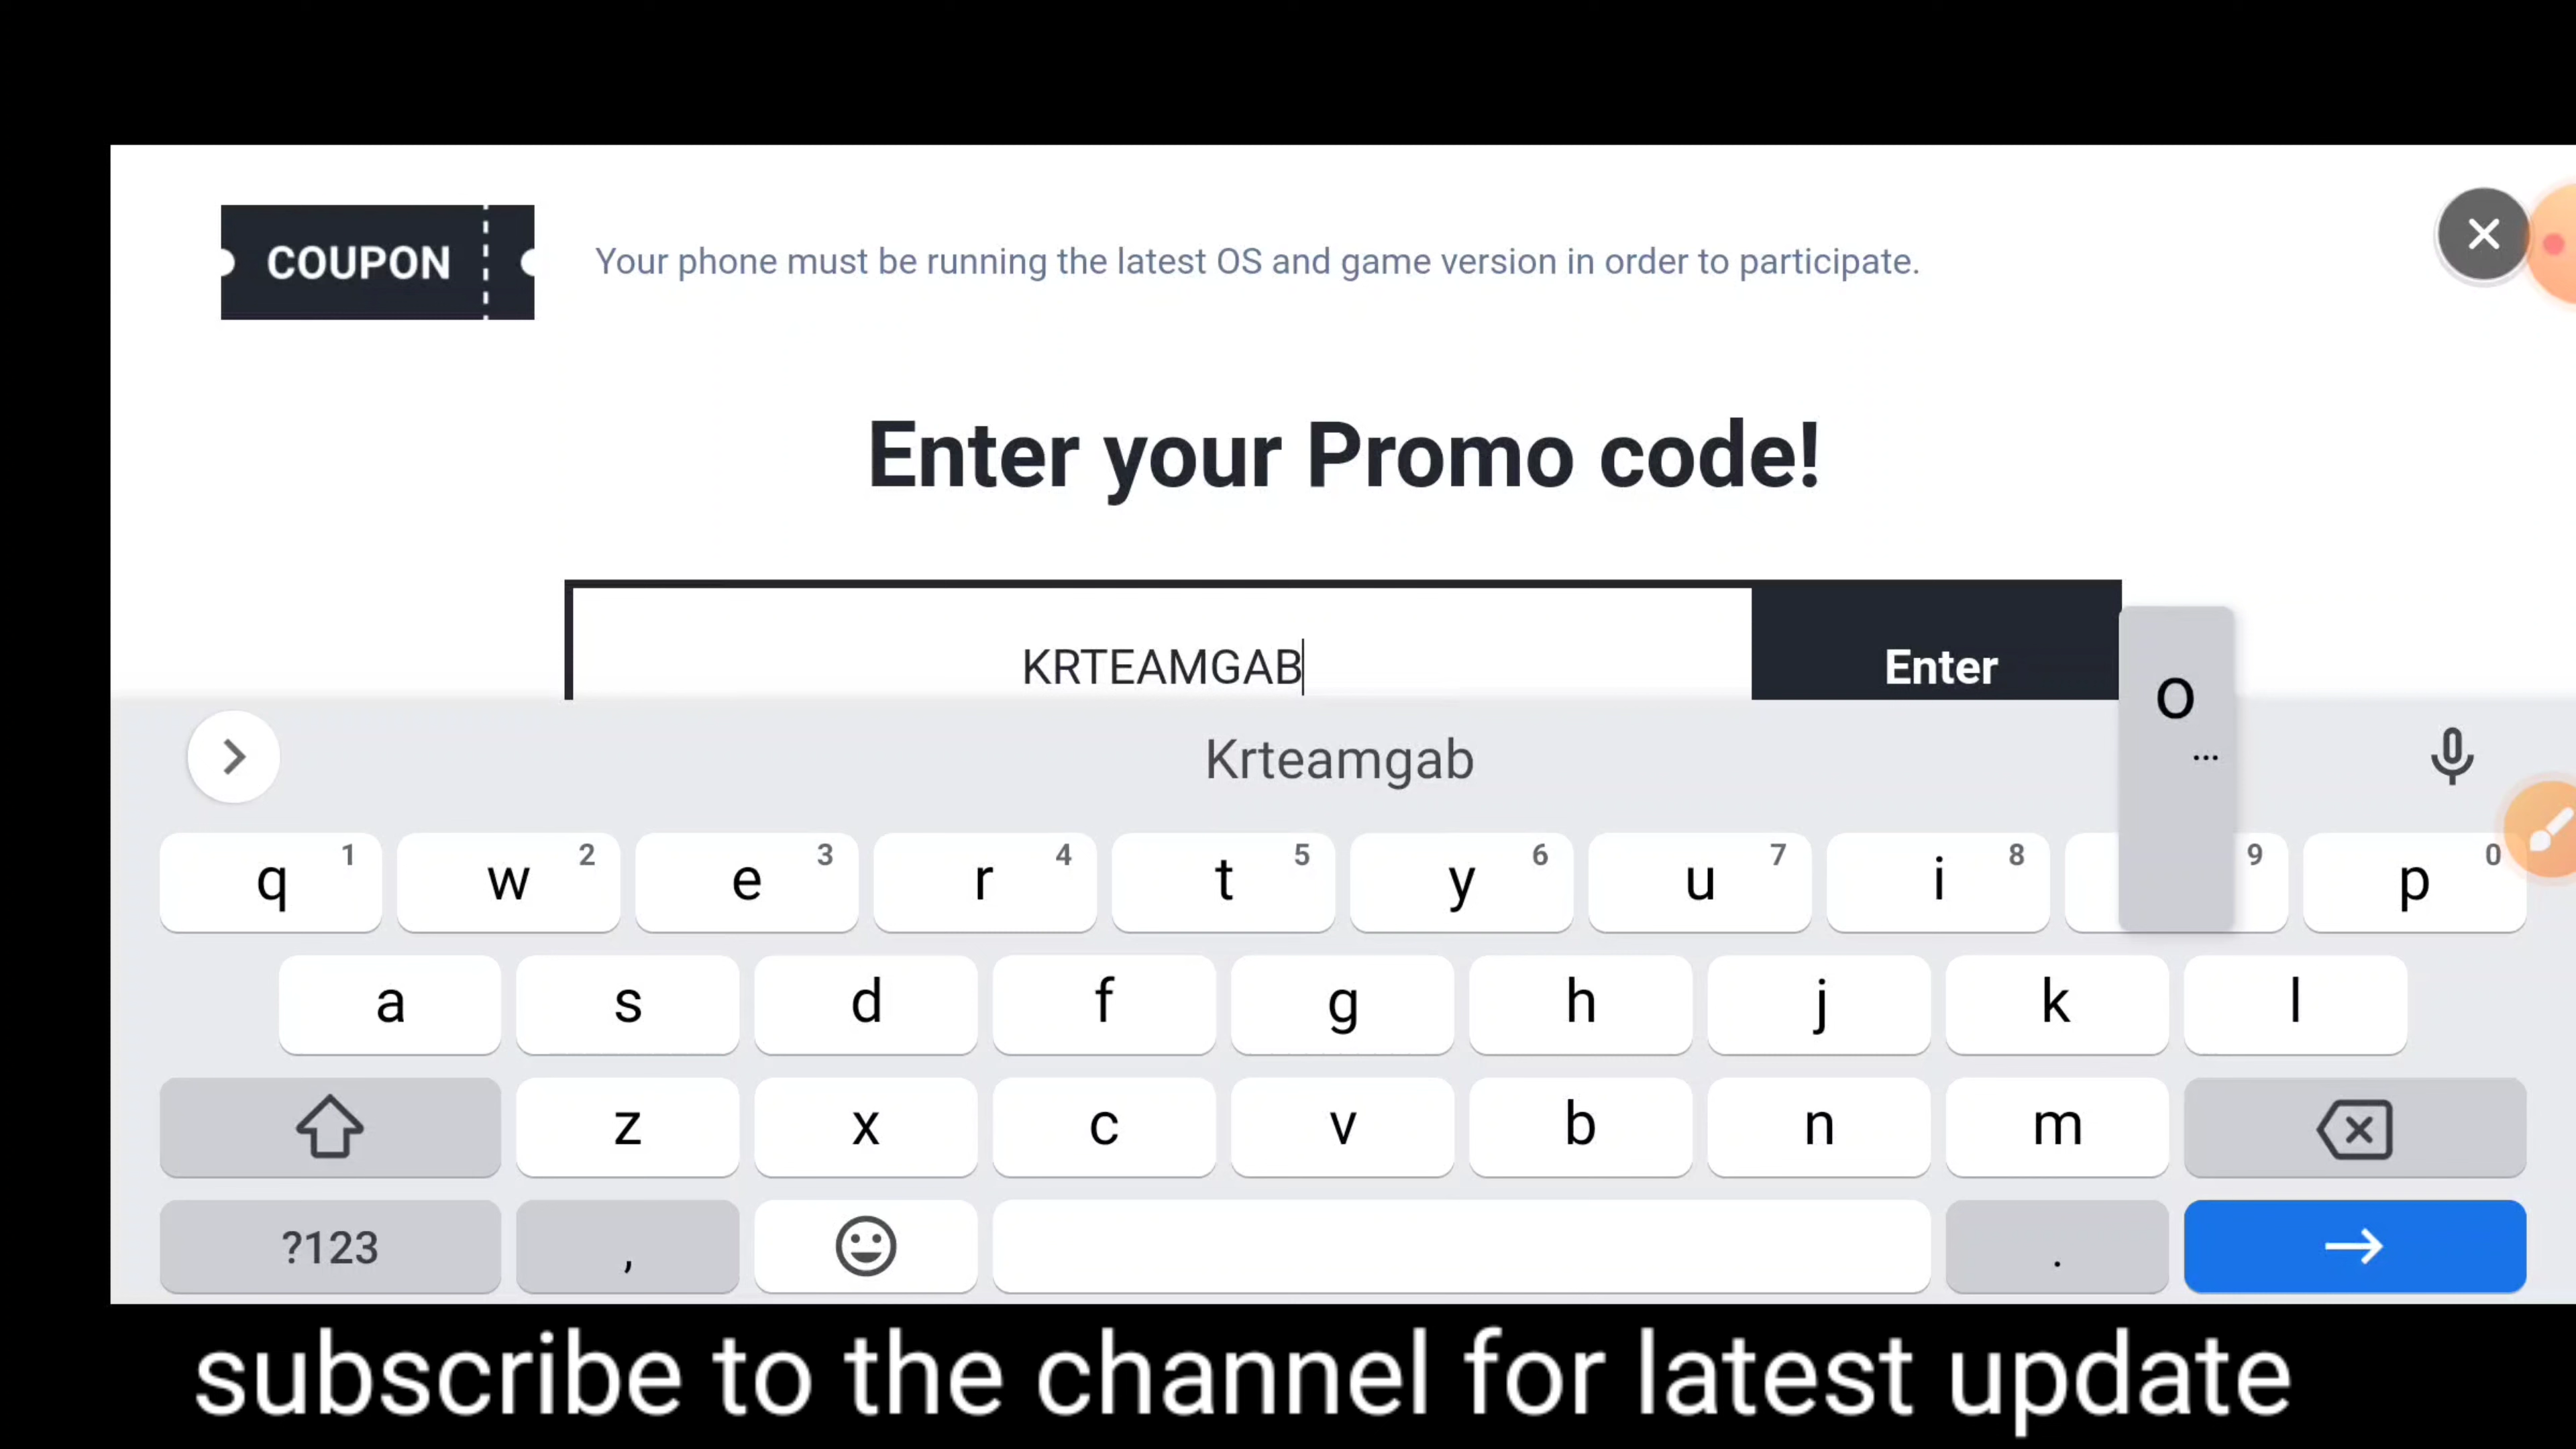 COUPON Your phone must be running the latest OS and game version in order to participate.
Enter your Promo code!
KRTEAMGAB Enter
Krteamgab o ...
q 1 w 2 e 3 r 4 t 5 y 6 u 7 i 8 9 p 0
a s d f g h j k l
z x c v b n m
?123 , .
subscribe to the channel for latest update